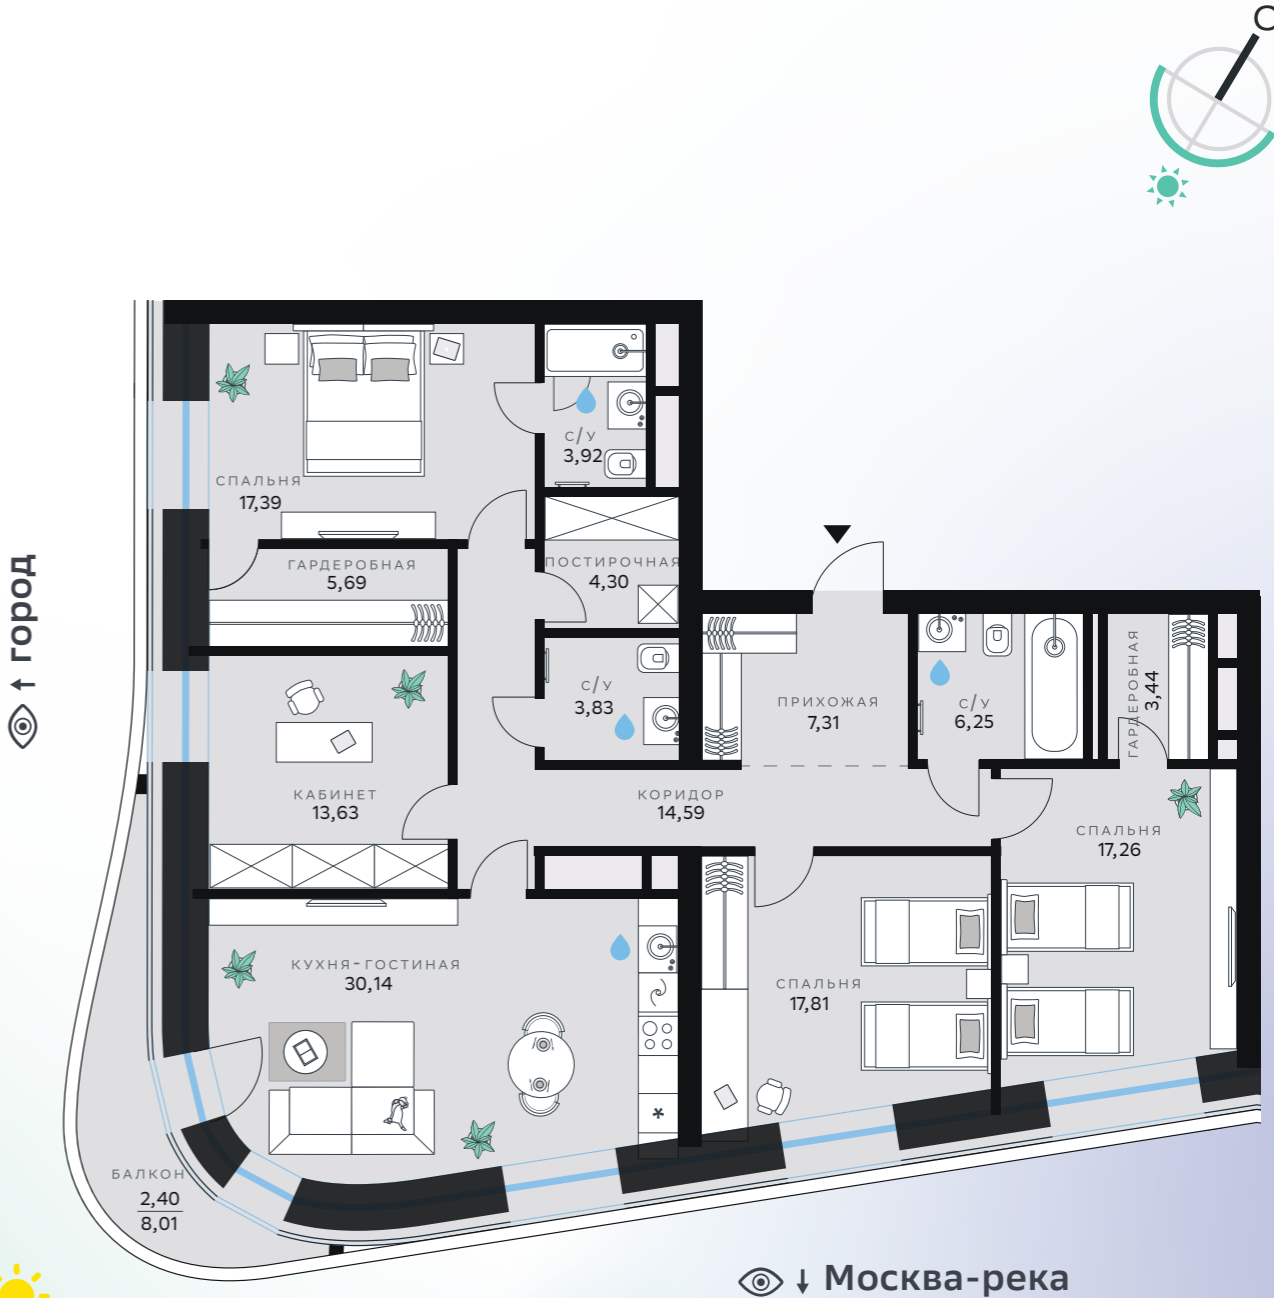 С
С/У
3,92
СПАЛЬНЯ
17,39
ГАРДЕРОБНАЯ
5,69
ПОСТИРОЧНАЯ
4,30
город
С/У
3,83
ПРИХОЖАЯ
7,31
С/У
6,25
ГАРДЕРОБНАЯ
3,44
КАБИНЕТ
13,63
КОРИДОР
14,59
СПАЛЬНЯ
17,26
КУХНЯ-ГОСТИНАЯ
30,14
СПАЛЬНЯ
17,81
БАЛКОН
2,40
8,01
Москва-река